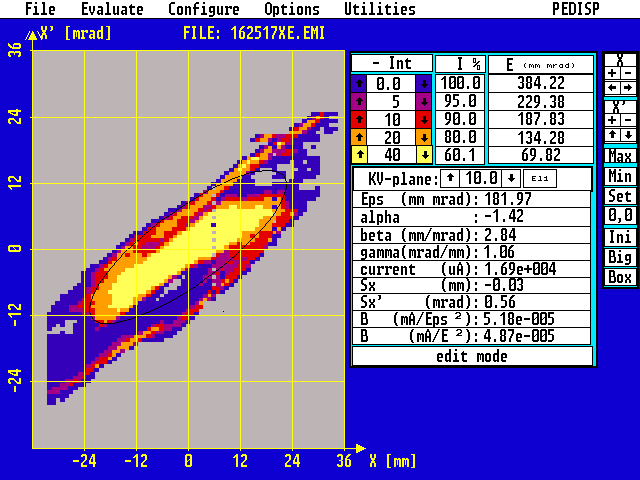 File Evaluate Configure Options Utilities PEDISP
X' [mrad] FILE: 162517XE.EMI
36
24
12
0
-12
-24
-24 -12 0 12 24 36 X [mm]
- Int I % E (mm mrad)
0.0 100.0 384.22
5 95.0 229.38
10 90.0 187.83
20 80.0 134.28
40 60.1 69.82
KV-plane: 10.0 Ell
Eps (mm mrad): 181.97
alpha : -1.42
beta (mm/mrad): 2.84
gamma(mrad/mm): 1.06
current (uA): 1.69e+004
Sx (mm): -0.03
Sx' (mrad): 0.56
B (mA/Eps ²): 5.18e-005
B (mA/E ²): 4.87e-005
edit mode
X
+ -
← →
X'
+ -
↑ ↓
Max
Min
Set
0,0
Ini
Big
Box